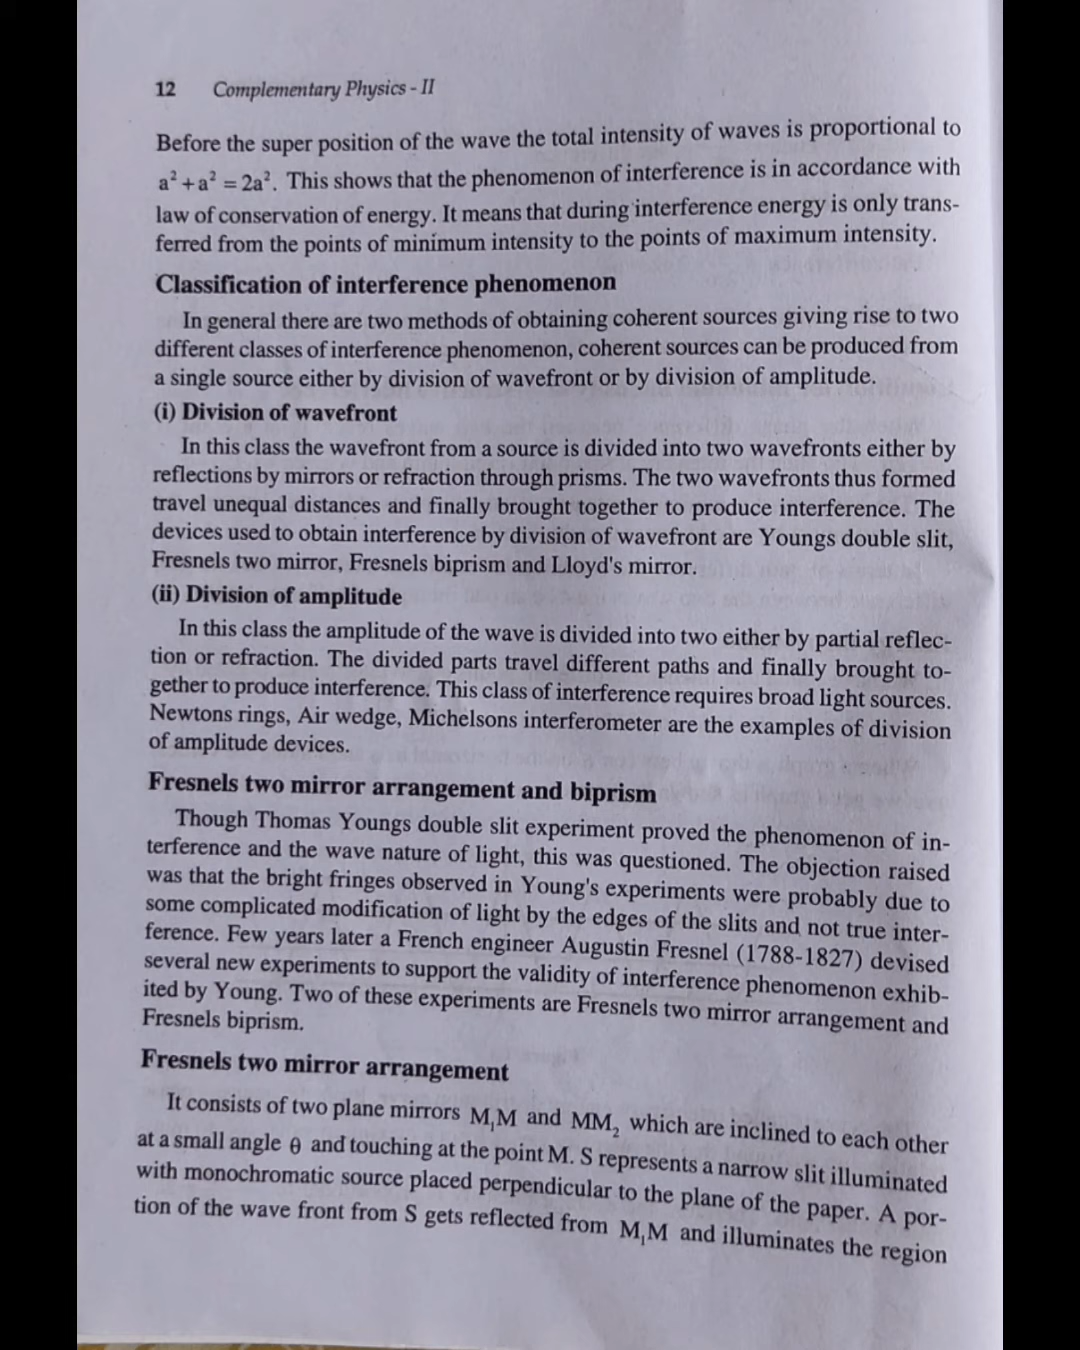 12 Complementary Physics - II
Before the super position of the wave the total intensity of waves is proportional to
a² + a² = 2a². This shows that the phenomenon of interference is in accordance with
law of conservation of energy. It means that during interference energy is only trans-
ferred from the points of minimum intensity to the points of maximum intensity.
Classification of interference phenomenon
In general there are two methods of obtaining coherent sources giving rise to two
different classes of interference phenomenon, coherent sources can be produced from
a single source either by division of wavefront or by division of amplitude.
(i) Division of wavefront
In this class the wavefront from a source is divided into two wavefronts either by
reflections by mirrors or refraction through prisms. The two wavefronts thus formed
travel unequal distances and finally brought together to produce interference. The
devices used to obtain interference by division of wavefront are Youngs double slit,
Fresnels two mirror, Fresnels biprism and Lloyd's mirror.
(ii) Division of amplitude
In this class the amplitude of the wave is divided into two either by partial reflec-
tion or refraction. The divided parts travel different paths and finally brought to-
gether to produce interference. This class of interference requires broad light sources.
Newtons rings, Air wedge, Michelsons interferometer are the examples of division
of amplitude devices.
Fresnels two mirror arrangement and biprism
Though Thomas Youngs double slit experiment proved the phenomenon of in-
terference and the wave nature of light, this was questioned. The objection raised
was that the bright fringes observed in Young's experiments were probably due to
some complicated modification of light by the edges of the slits and not true inter-
ference. Few years later a French engineer Augustin Fresnel (1788-1827) devised
several new experiments to support the validity of interference phenomenon exhib-
ited by Young. Two of these experiments are Fresnels two mirror arrangement and
Fresnels biprism.
Fresnels two mirror arrangement
It consists of two plane mirrors M₁M and MM₂ which are inclined to each other
at a small angle θ and touching at the point M. S represents a narrow slit illuminated
with monochromatic source placed perpendicular to the plane of the paper. A por-
tion of the wave front from S gets reflected from M₁M and illuminates the region